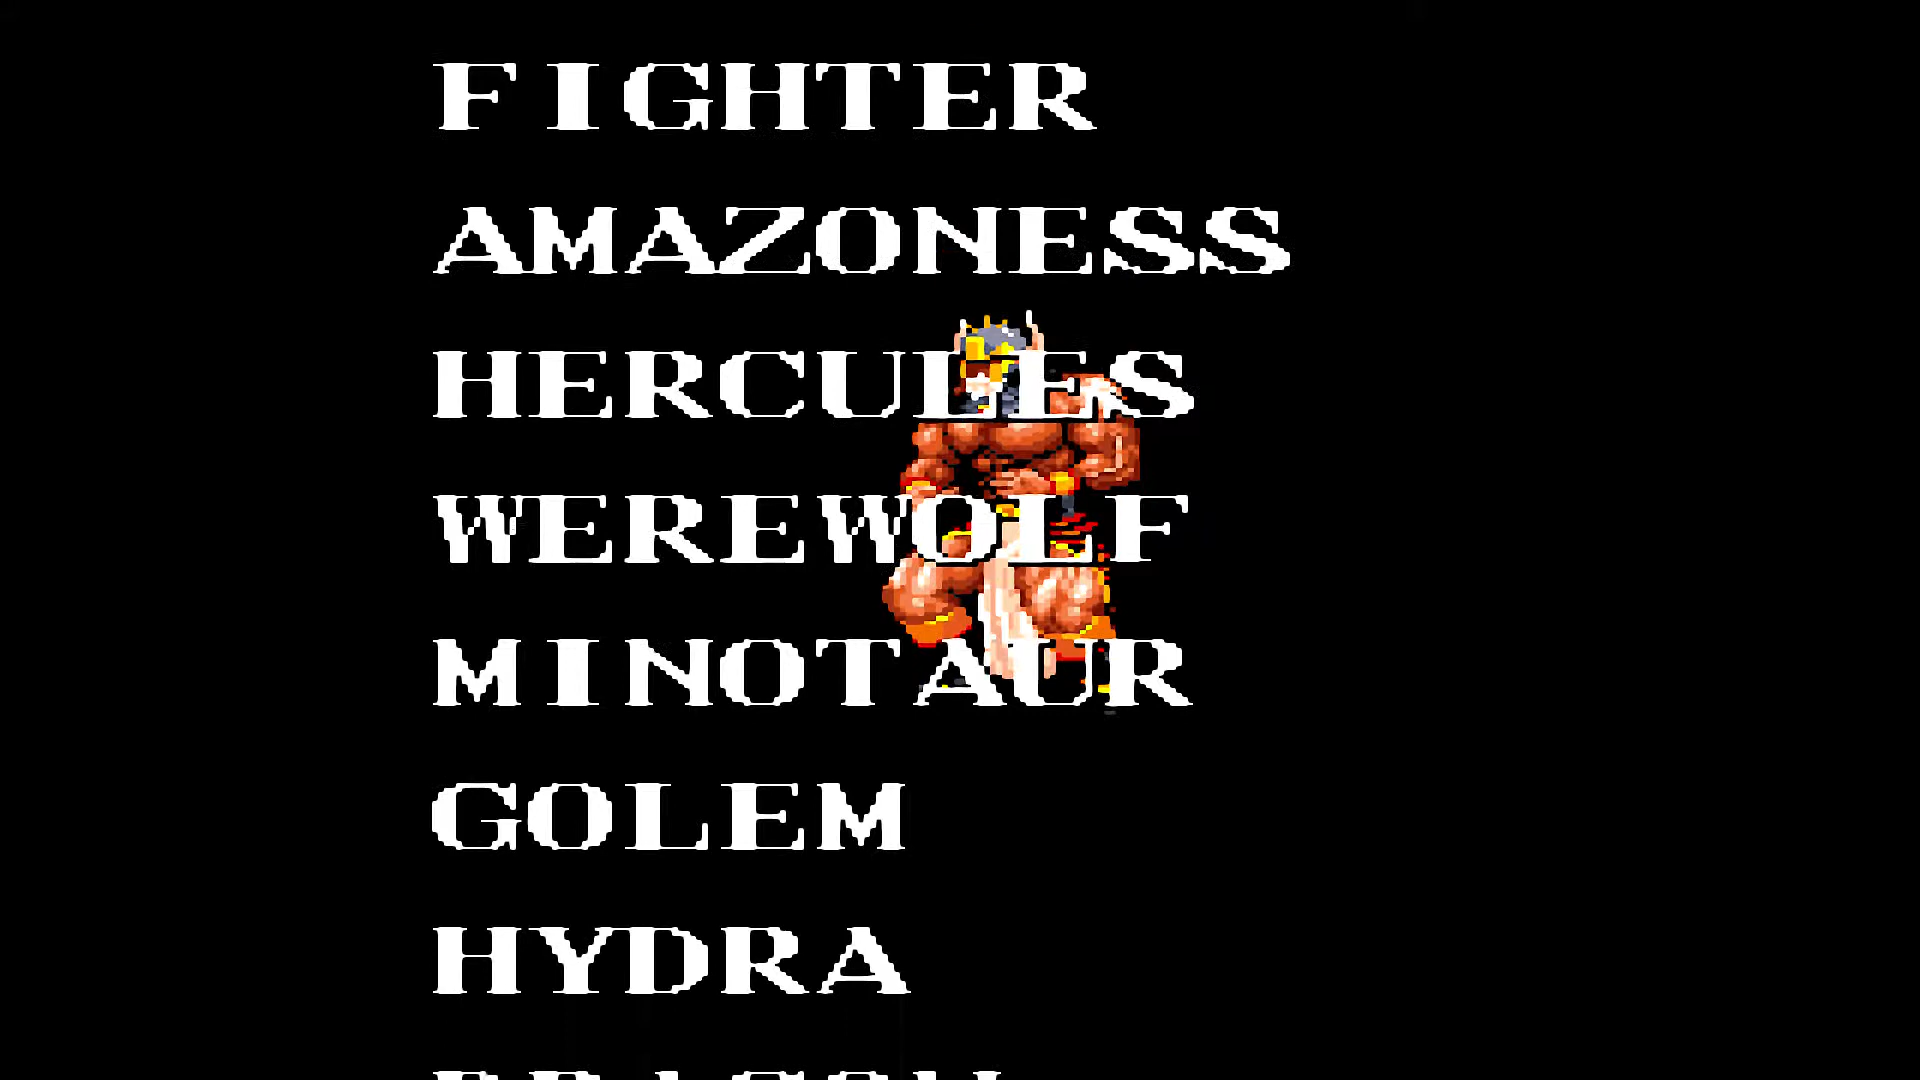 FIGHTER
AMAZONESS
HERCULES
WEREWOLF
MINOTAUR
GOLEM
HYDRA